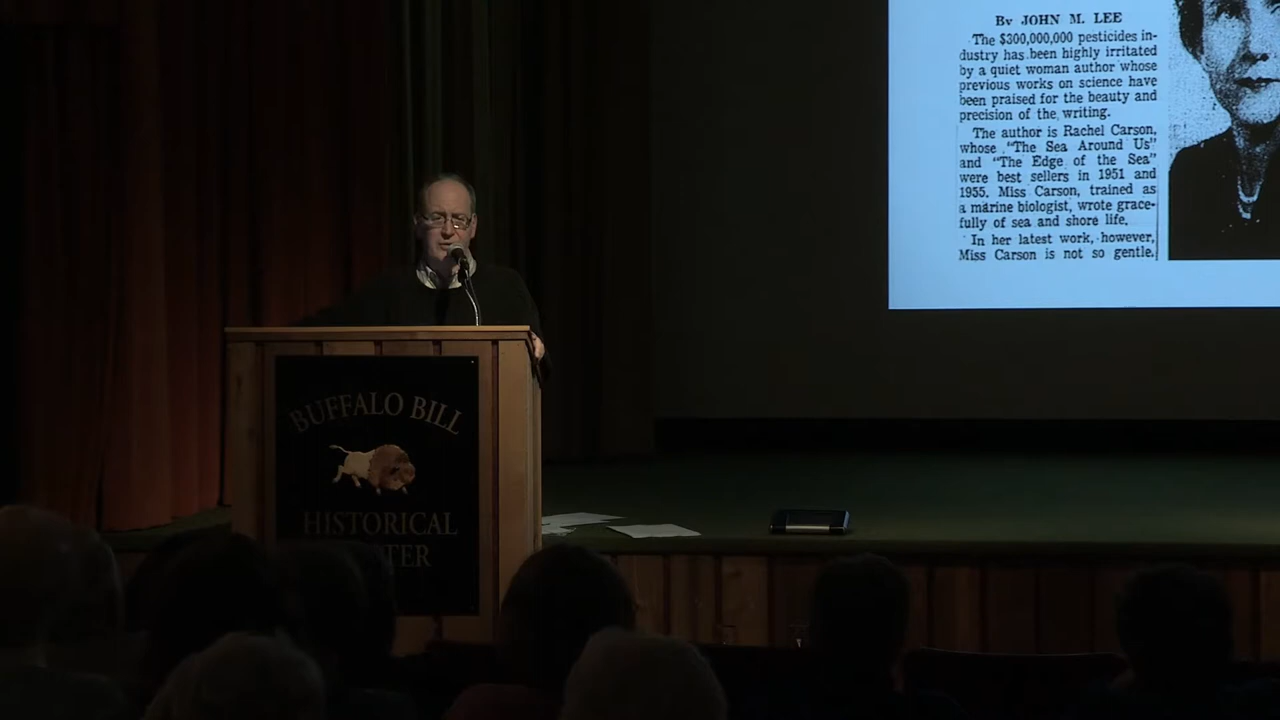 By JOHN M. LEE
The $300,000,000 pesticides in-
dustry has been highly irritated
by a quiet woman author whose
previous works on science have
been praised for the beauty and
precision of the writing.
The author is Rachel Carson,
whose "The Sea Around Us"
and "The Edge of the Sea"
were best sellers in 1951 and
1955. Miss Carson, trained as
a marine biologist, wrote grace-
fully of sea and shore life.
In her latest work, however,
Miss Carson is not so gentle.
BUFFALO BILL
HISTORICAL